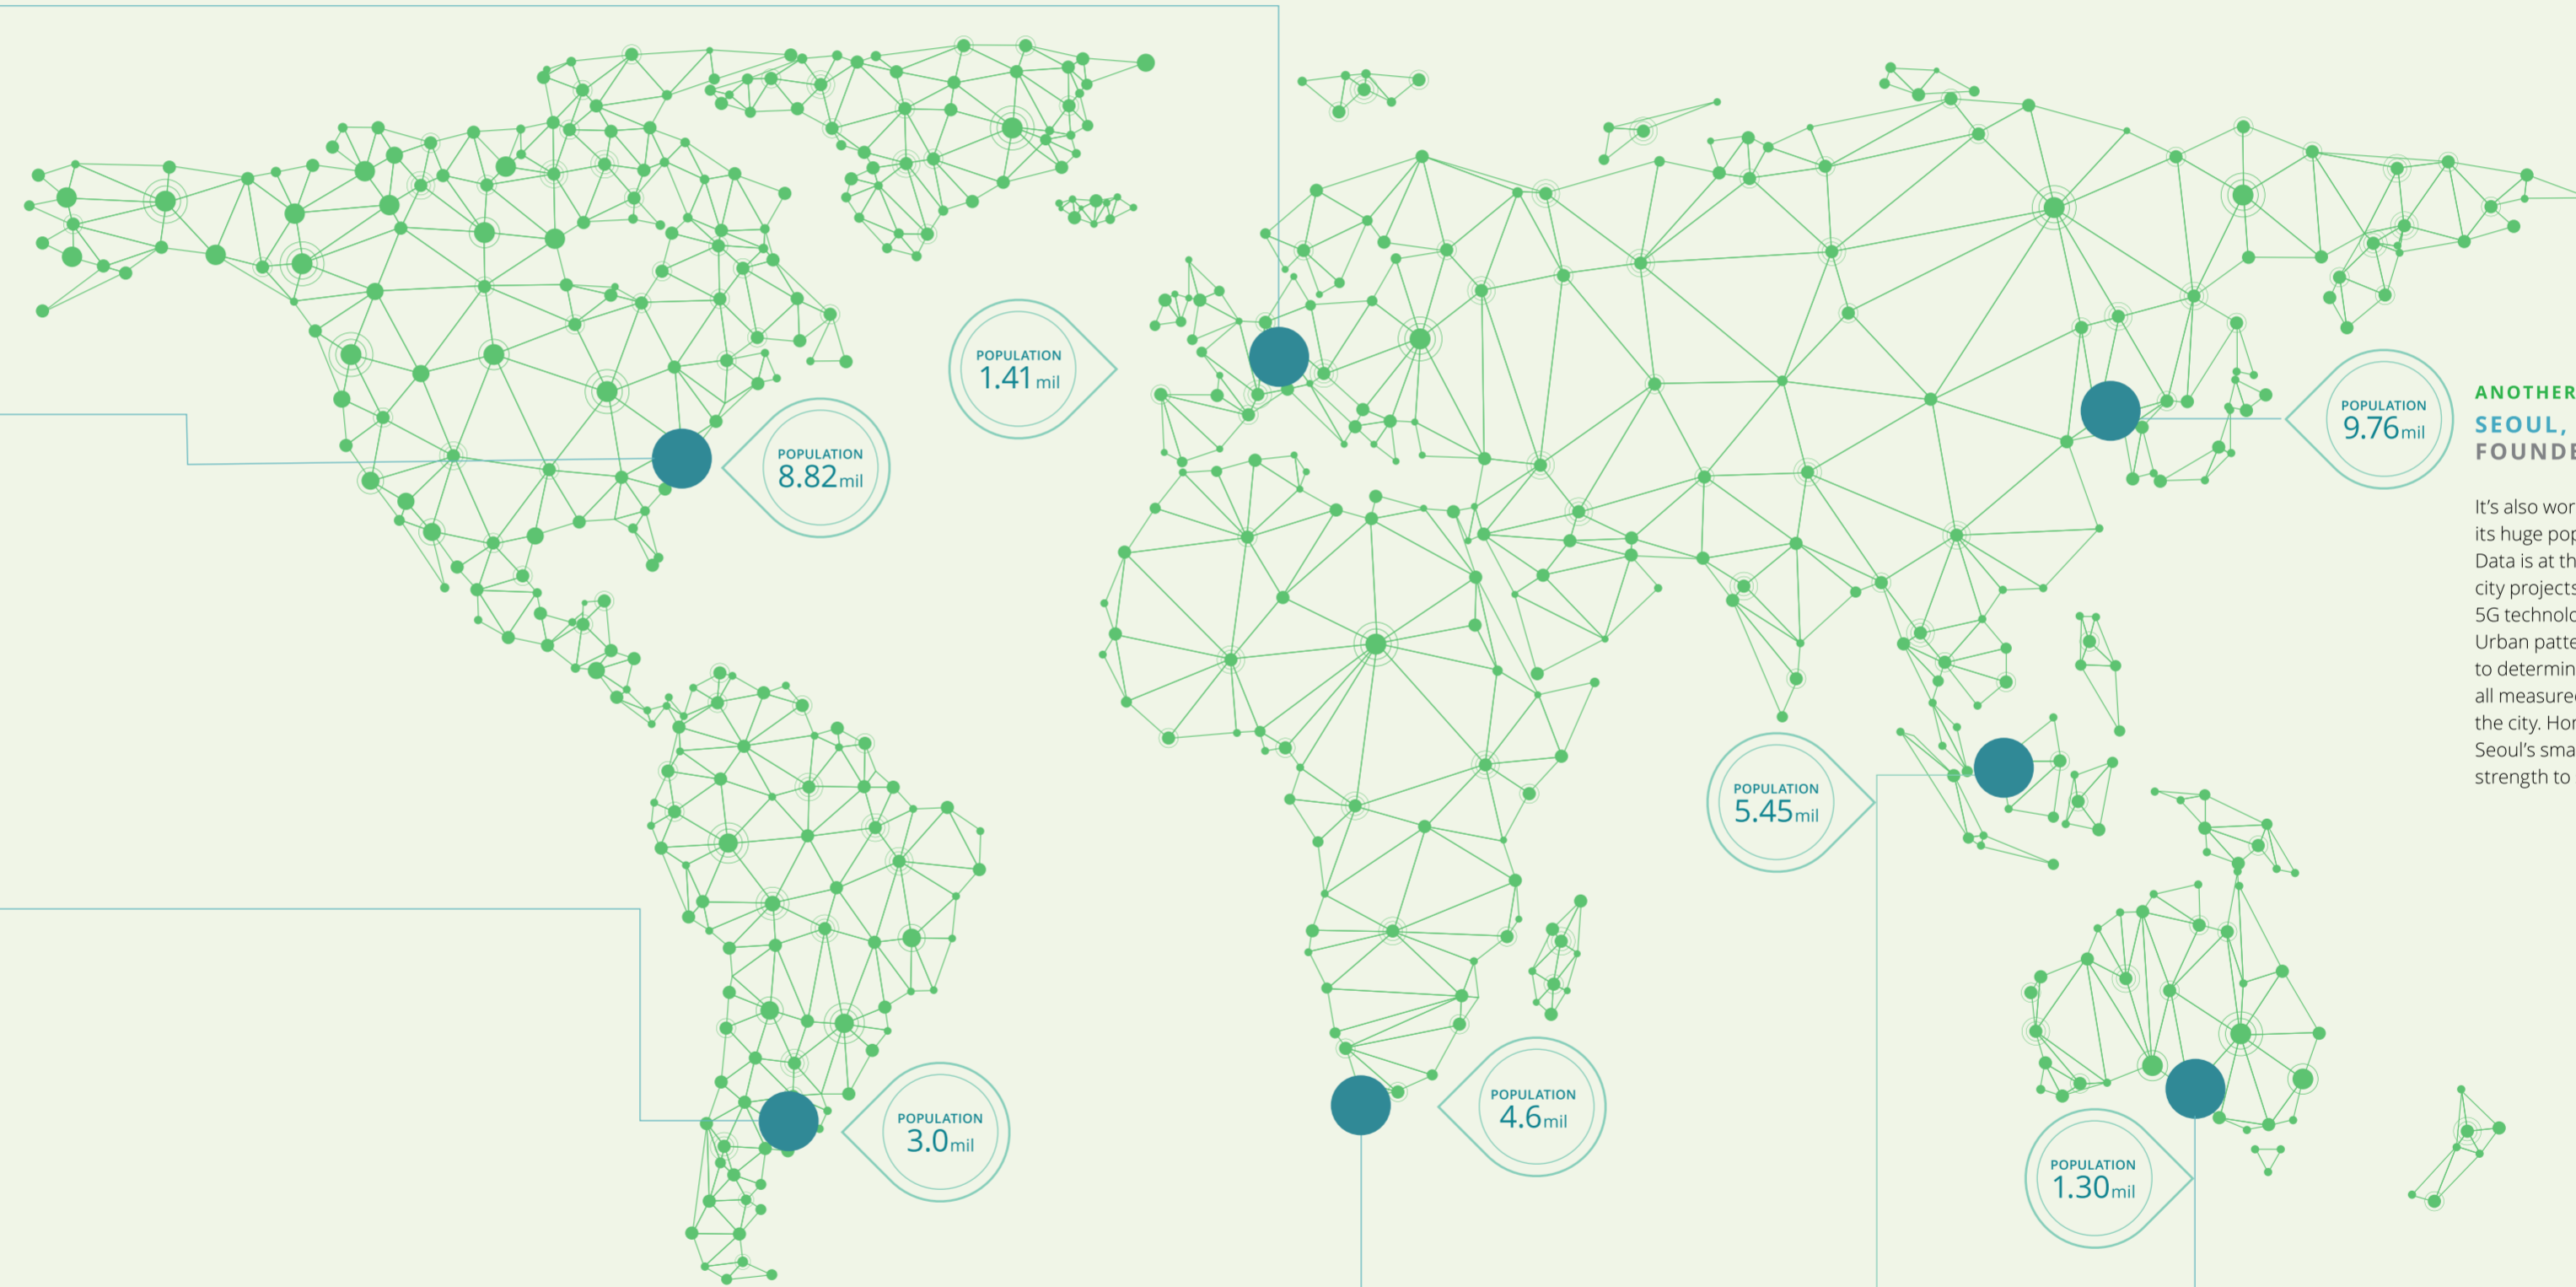 POPULATION
1.41 mil
POPULATION
8.82 mil
POPULATION
9.76 mil
ANOTHER
SEOUL,
FOUNDE
It’s also wor
its huge pop
Data is at th
city projects
5G technolo
Urban patte
to determin
all measured
the city. Hor
Seoul’s sma
strength to
POPULATION
5.45 mil
POPULATION
3.0 mil
POPULATION
4.6 mil
POPULATION
1.30 mil